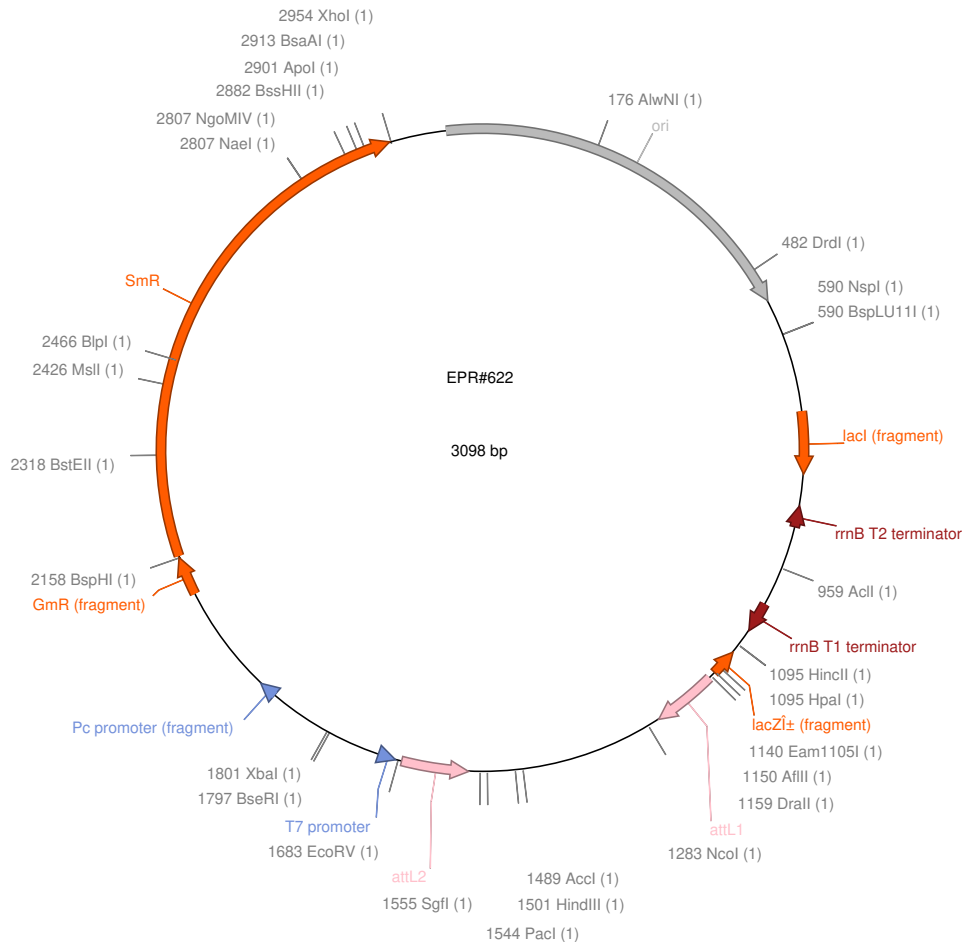 2954 XhoI (1)
2913 BsaAI (1)
2901 ApoI (1)
2882 BssHII (1)
2807 NgoMIV (1)
2807 NaeI (1)
176 AlwNI (1)
ori
482 DrdI (1)
590 NspI (1)
590 BspLU11I (1)
SmR
2466 BlpI (1)
2426 MslI (1)
EPR#622
3098 bp
lacI (fragment)
2318 BstEII (1)
rrnB T2 terminator
2158 BspHI (1)
GmR (fragment)
959 AclI (1)
rrnB T1 terminator
1095 HincII (1)
1095 HpaI (1)
lacZÎ± (fragment)
Pc promoter (fragment)
1140 Eam1105I (1)
1150 AflII (1)
1159 DraII (1)
1801 XbaI (1)
1797 BseRI (1)
T7 promoter
attL1
1683 EcoRV (1)
1283 NcoI (1)
attL2
1489 AccI (1)
1555 SgfI (1)
1501 HindIII (1)
1544 PacI (1)